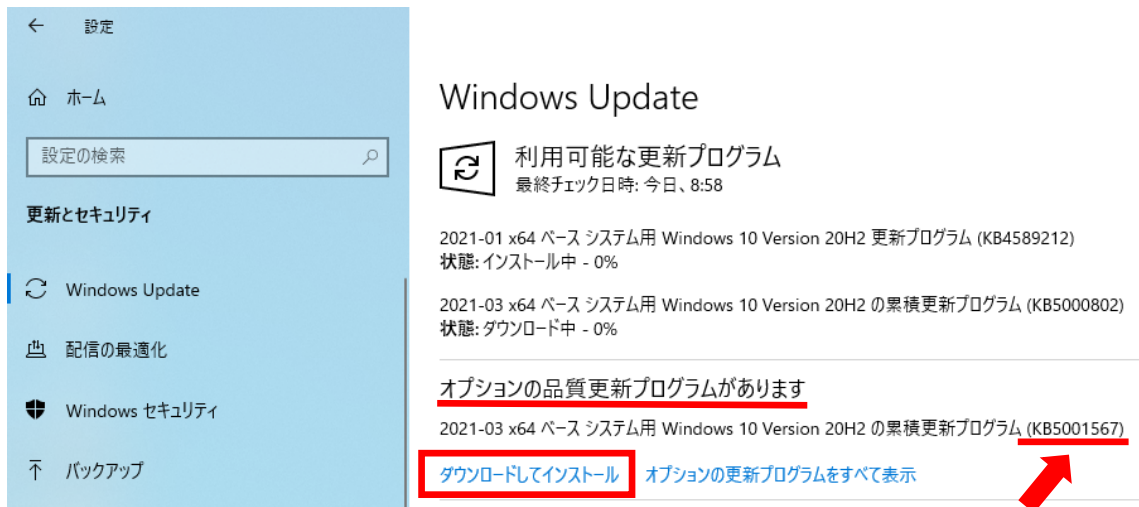 設定
ホーム
設定の検索
更新とセキュリティ
Windows Update
配信の最適化
Windows セキュリティ
バックアップ
Windows Update
利用可能な更新プログラム
最終チェック日時: 今日、8:58
2021-01 x64 ベース システム用 Windows 10 Version 20H2 更新プログラム (KB4589212)
状態: インストール中 - 0%
2021-03 x64 ベース システム用 Windows 10 Version 20H2 の累積更新プログラム (KB5000802)
状態: ダウンロード中 - 0%
オプションの品質更新プログラムがあります
2021-03 x64 ベース システム用 Windows 10 Version 20H2 の累積更新プログラム (KB5001567)
ダウンロードしてインストール オプションの更新プログラムをすべて表示